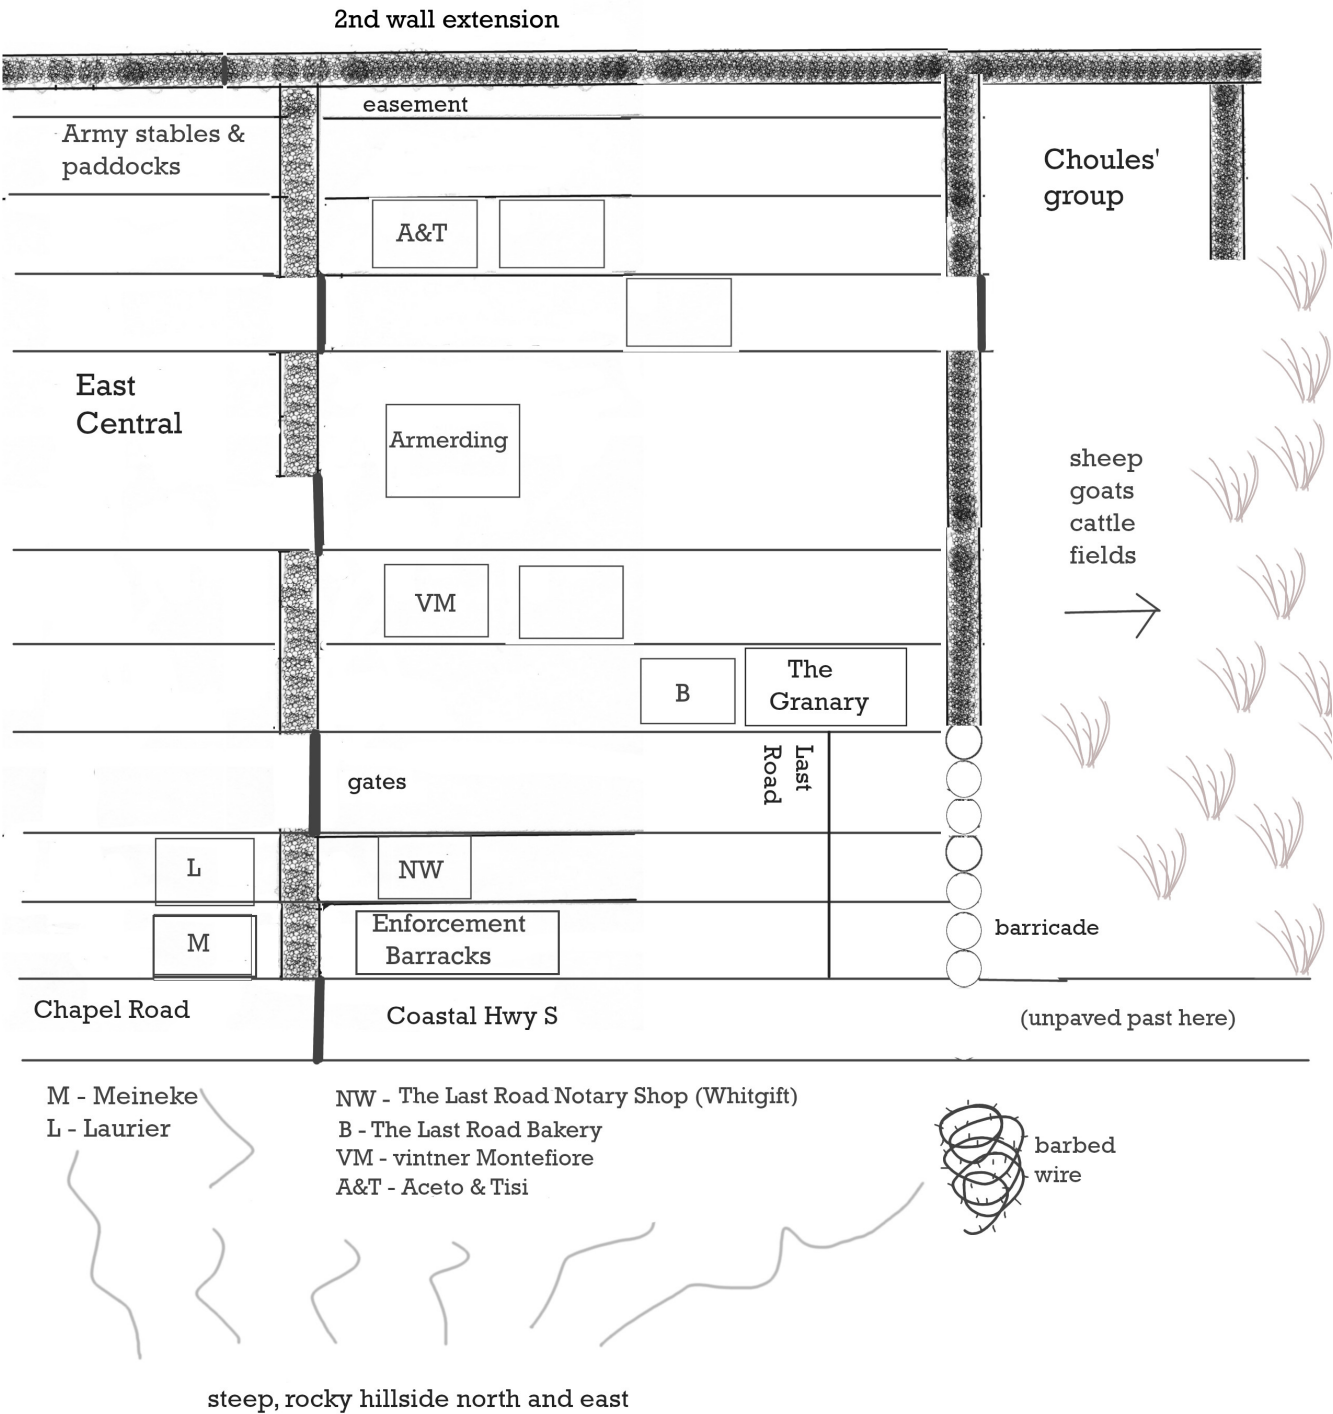 2nd wall extension
easement
Army stables &
paddocks
Choules'
group
A&T
East
Central
Armerding
sheep
goats
cattle
fields
VM
The
Granary
B
Last
Road
gates
L
NW
M
Enforcement
Barracks
barricade
Chapel Road
Coastal Hwy S
(unpaved past here)
M - Meineke
L - Laurier
NW - The Last Road Notary Shop (Whitgift)
B - The Last Road Bakery
VM - vintner Montefiore
A&T - Aceto & Tisi
barbed
wire
steep, rocky hillside north and east